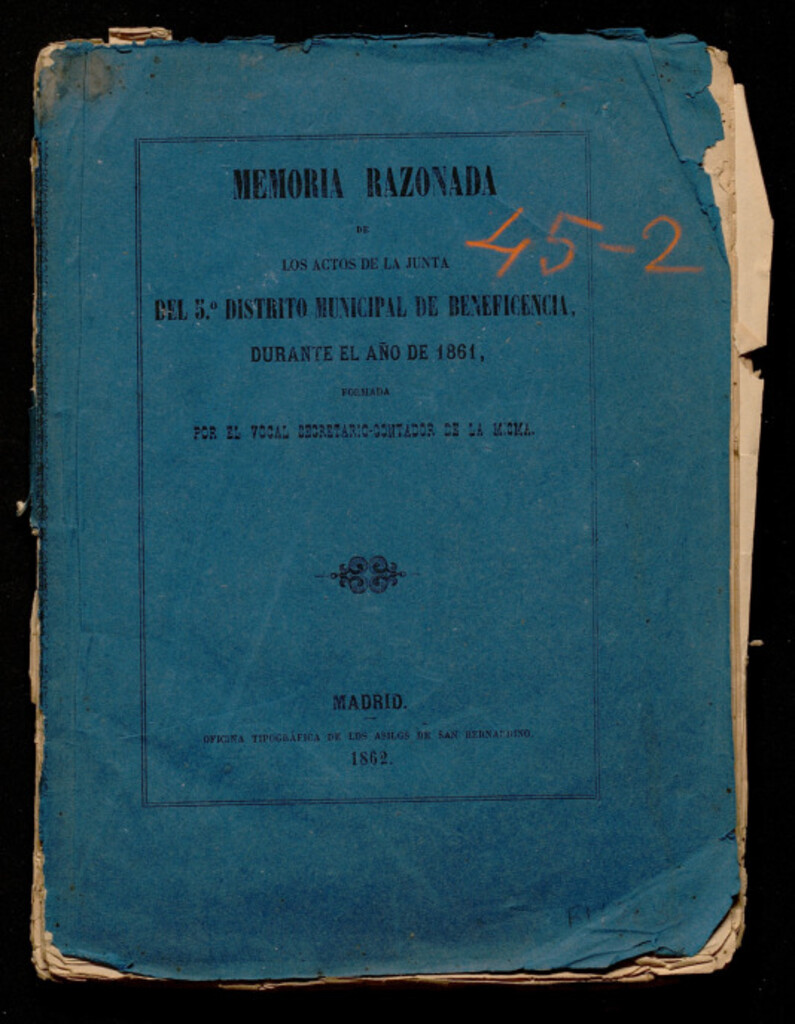 MEMORIA RAZONADA
DE
LOS ACTOS DE LA JUNTA
45-2
DEL 5.º DISTRITO MUNICIPAL DE BENEFICENCIA,
DURANTE EL AÑO DE 1861,
FORMADA
POR EL VOCAL SECRETARIO-CONTADOR DE LA MISMA.
MADRID.
OFICINA TIPOGRÁFICA DE LOS ASILOS DE SAN BERNARDINO.
1862.